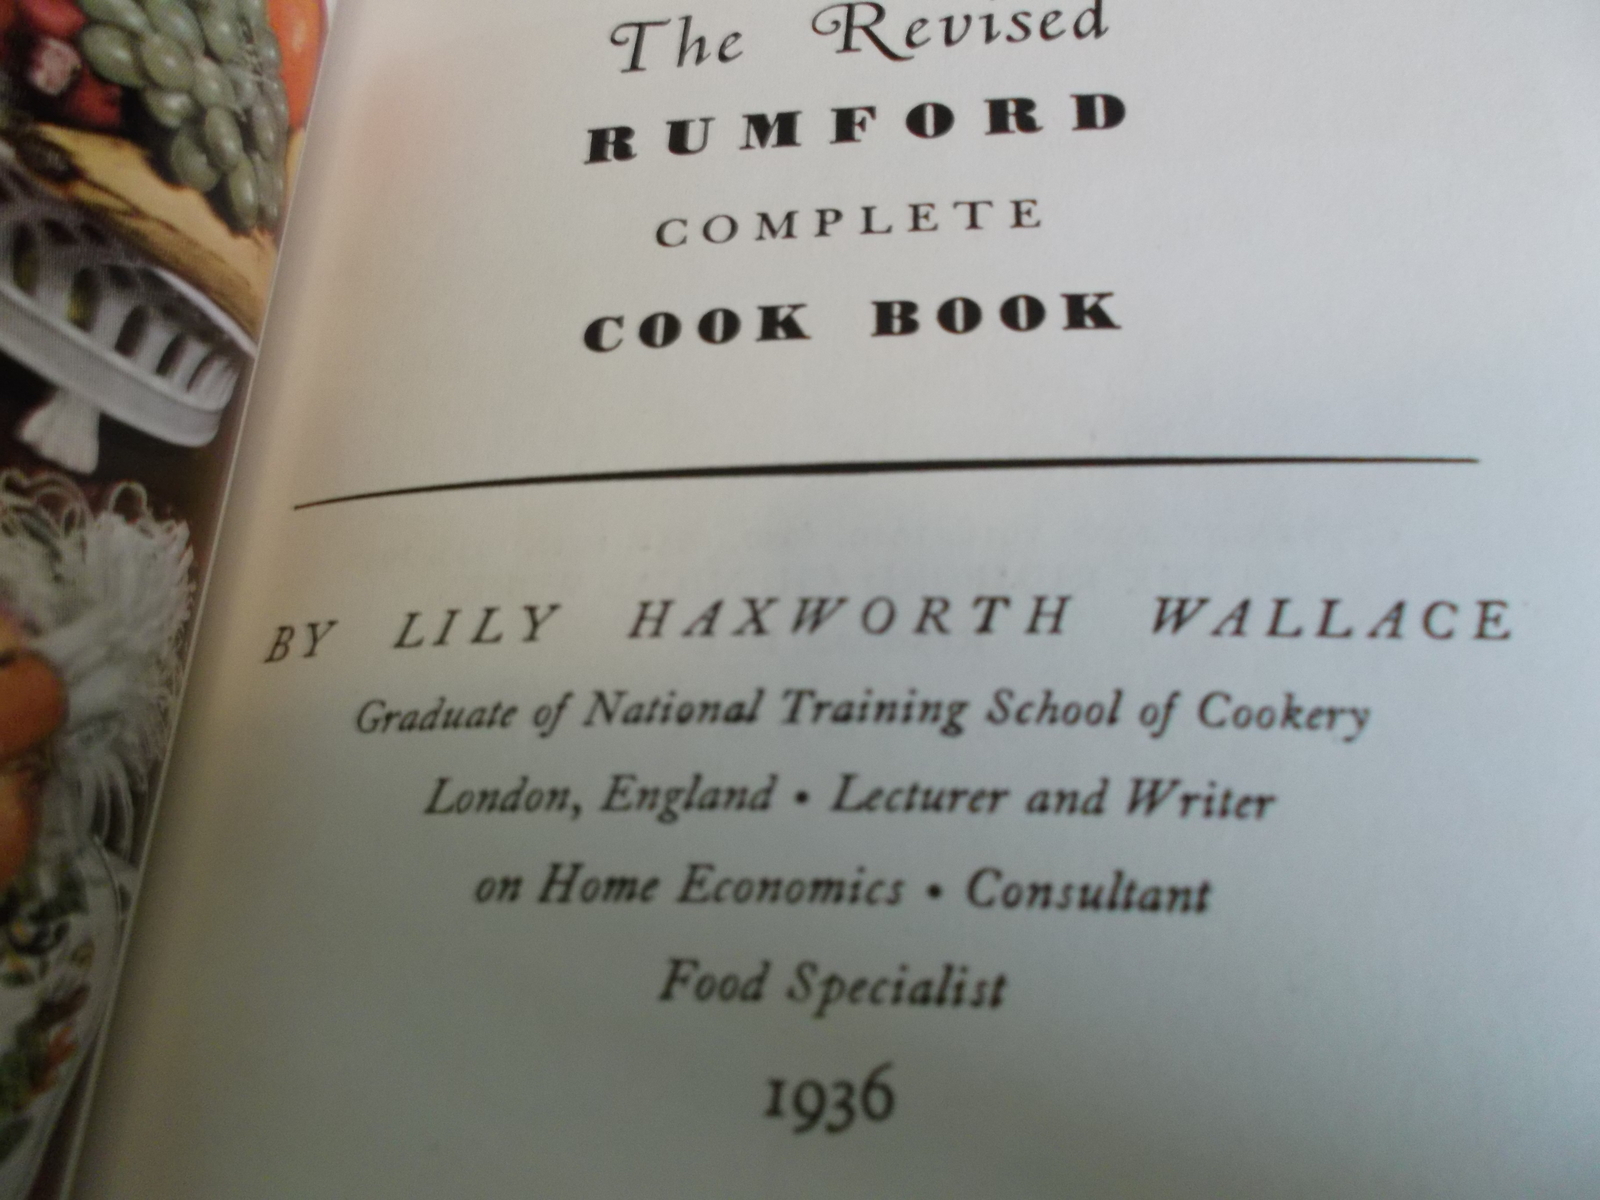 The Revised
RUMFORD
COMPLETE
COOK BOOK
BY LILY HAXWORTH WALLACE
Graduate of National Training School of Cookery
London, England • Lecturer and Writer
on Home Economics • Consultant
Food Specialist
1936